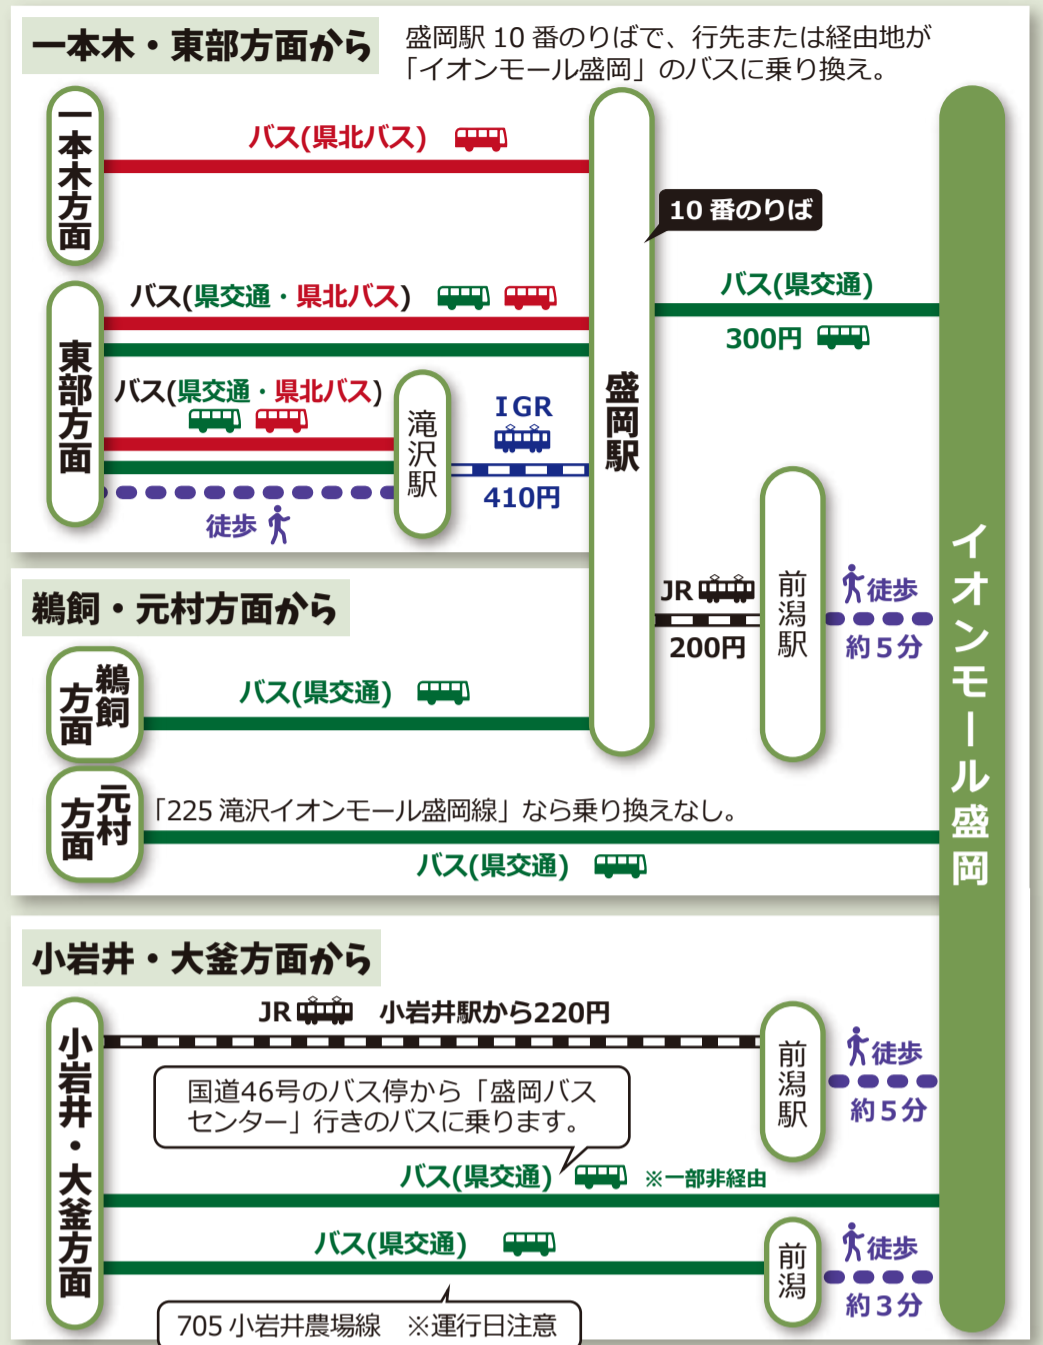 一本木・東部方面から
盛岡駅 10 番のりばで、行先または経由地が
「イオンモール盛岡」のバスに乗り換え。
一本木方面
バス(県北バス)
10 番のりば
東部方面
バス(県交通・県北バス)
バス(県交通・県北バス)
滝沢駅
IGR
410円
徒歩
盛岡駅
バス(県交通)
300円
JR
200円
前潟駅
徒歩
約５分
イオンモール盛岡
鵜飼・元村方面から
鵜飼
方面
バス(県交通)
元村
方面
「225 滝沢イオンモール盛岡線」なら乗り換えなし。
バス(県交通)
小岩井・大釜方面から
小岩井・大釜方面
JR 小岩井駅から220円
前潟駅
徒歩
約５分
国道46号のバス停から「盛岡バス
センター」行きのバスに乗ります。
バス(県交通) ※一部非経由
バス(県交通)
前潟
徒歩
約３分
705 小岩井農場線　※運行日注意